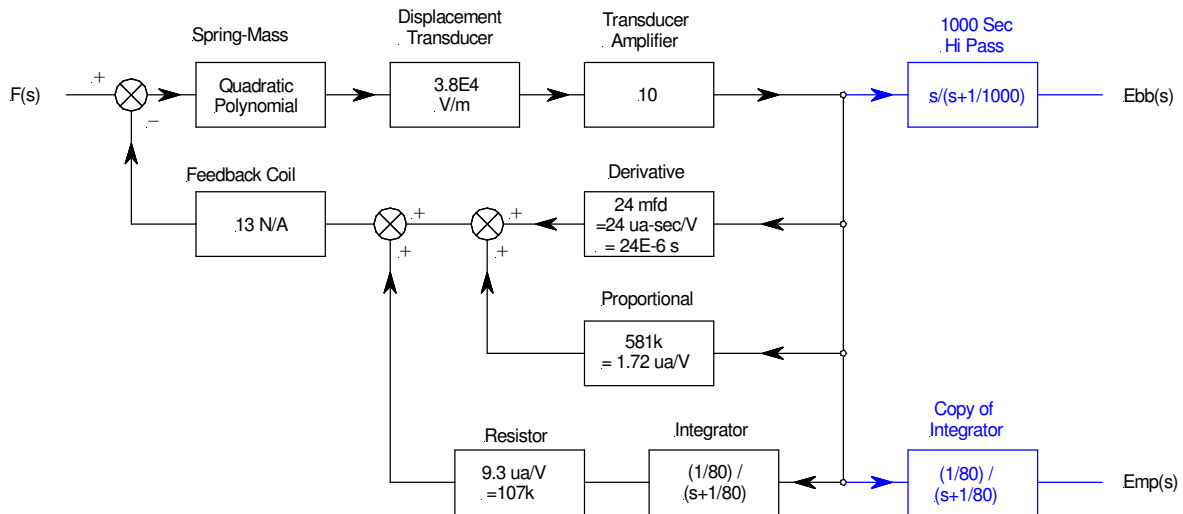 Spring-Mass
Displacement
Transducer
Transducer
Amplifier
1000 Sec
Hi Pass
F(s)
+
−
Quadratic
Polynomial
3.8E4
V/m
10
s/(s+1/1000)
Ebb(s)
Feedback Coil
13 N/A
+
+
+
+
Derivative
24 mfd
=24 ua-sec/V
= 24E-6 s
Proportional
581k
= 1.72 ua/V
Resistor
9.3 ua/V
=107k
Integrator
(1/80) /
(s+1/80)
Copy of
Integrator
(1/80) /
(s+1/80)
Emp(s)